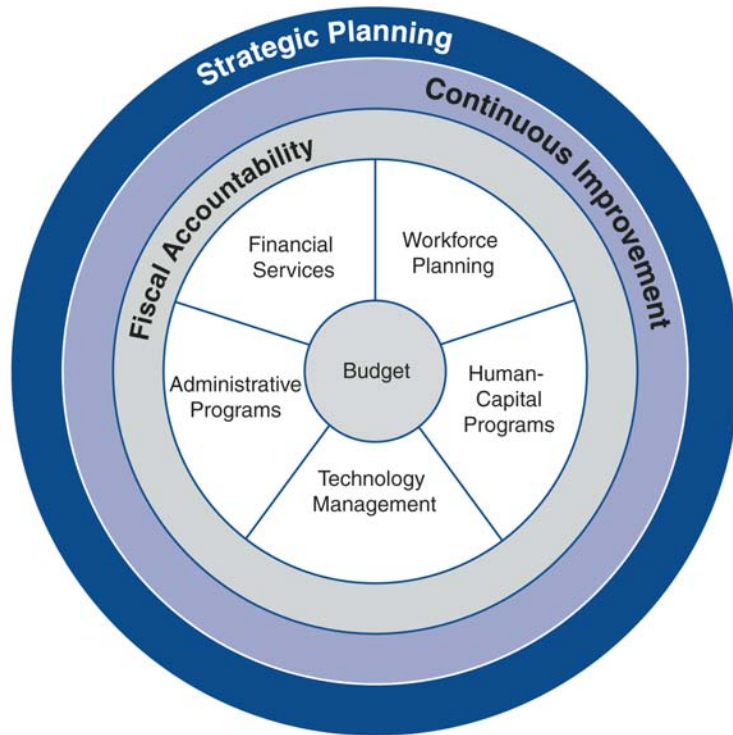 Strategic Planning
Continuous Improvement
Fiscal Accountability
Financial
Services
Workforce
Planning
Administrative
Programs
Budget
Human-
Capital
Programs
Technology
Management